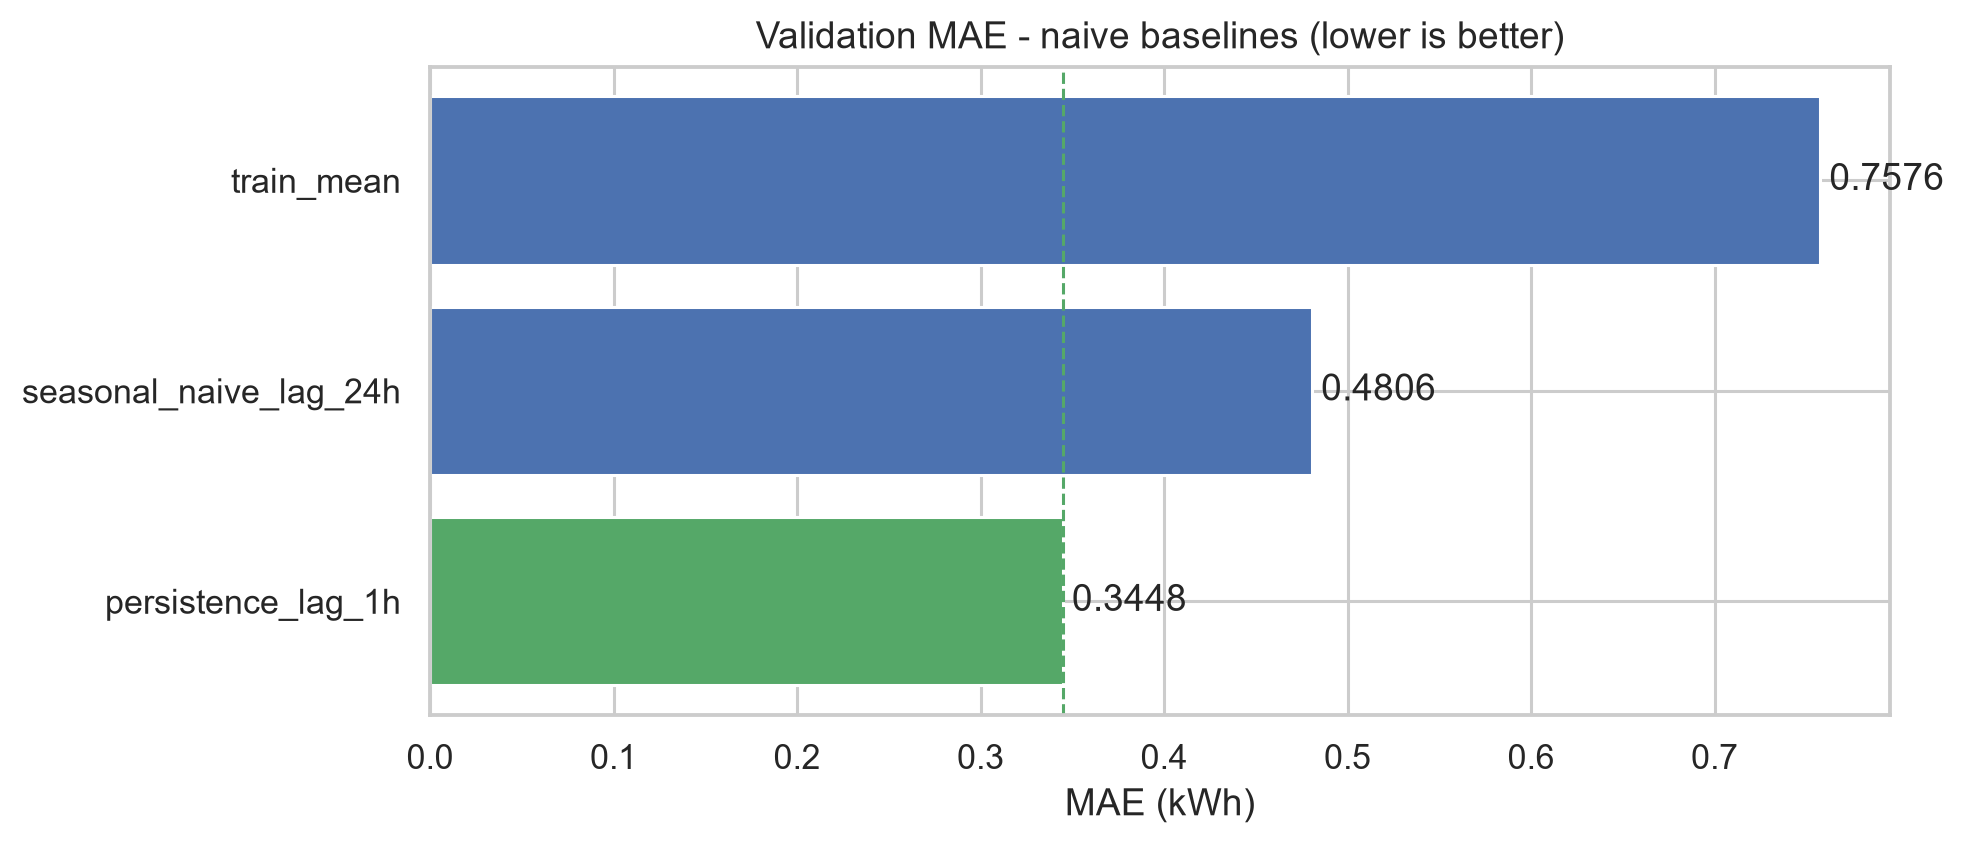 Validation MAE - naive baselines (lower is better)
train_mean
0.7576
seasonal_naive_lag_24h
0.4806
persistence_lag_1h
0.3448
0.0 0.1 0.2 0.3 0.4 0.5 0.6 0.7
MAE (kWh)